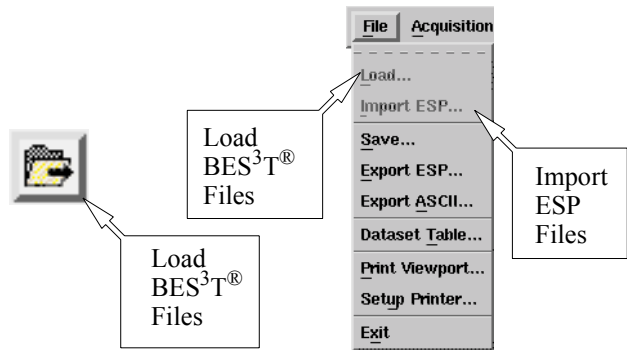 File Acquisition
Load...
Import ESP...
Save...
Export ESP...
Export ASCII...
Dataset Table...
Print Viewport...
Setup Printer...
Exit
Load
BES³T®
Files
Import
ESP
Files
Load
BES³T®
Files